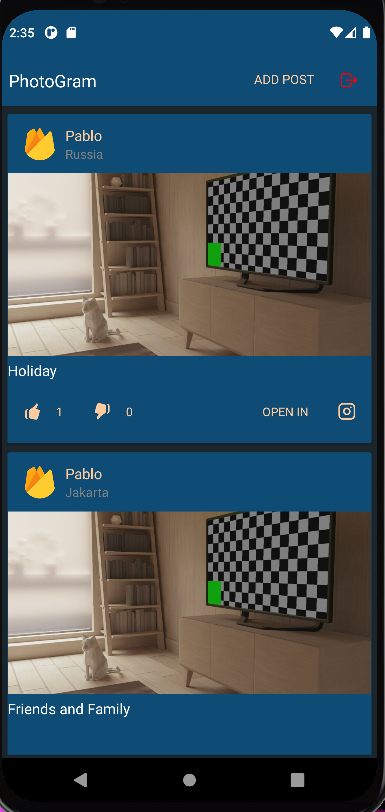 2:35
PhotoGram
ADD POST
Pablo
Russia
Holiday
1
0
OPEN IN
Pablo
Jakarta
Friends and Family